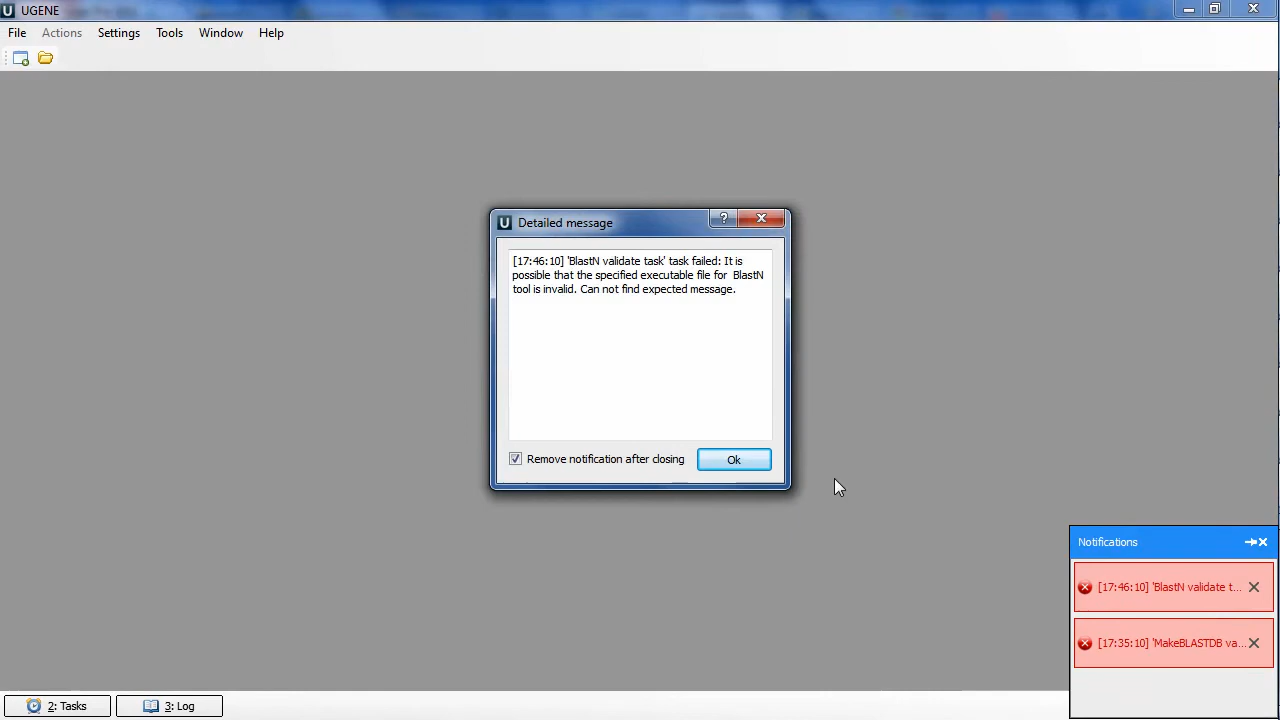 UGENE
File Actions Settings Tools Window Help
Detailed message
[17:46:10] 'BlastN validate task' task failed: It is
possible that the specified executable file for  BlastN
tool is invalid. Can not find expected message.
Remove notification after closing
Ok
Notifications
[17:46:10] 'BlastN validate t...
[17:35:10] 'MakeBLASTDB va...
2: Tasks
3: Log